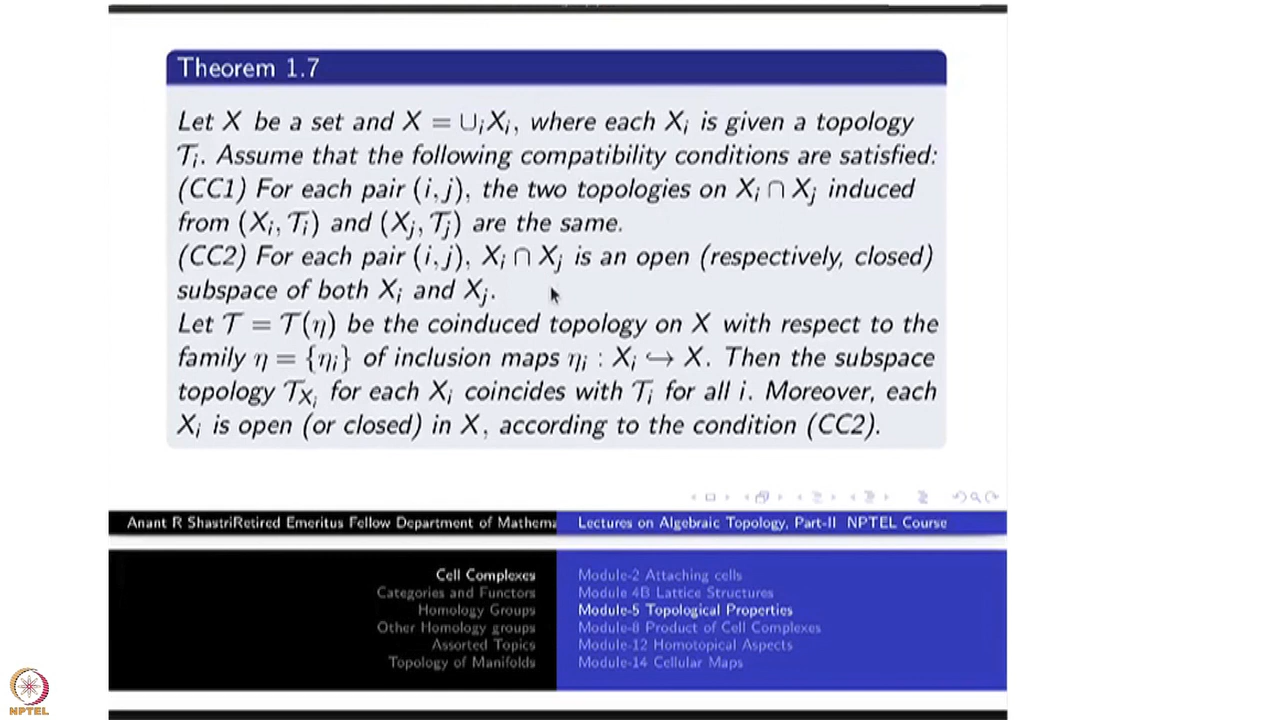 Theorem 1.7
Let X be a set and X = ∪ᵢXᵢ, where each Xᵢ is given a topology
𝒯ᵢ. Assume that the following compatibility conditions are satisfied:
(CC1) For each pair (i, j), the two topologies on Xᵢ ∩ Xⱼ induced
from (Xᵢ, 𝒯ᵢ) and (Xⱼ, 𝒯ⱼ) are the same.
(CC2) For each pair (i, j), Xᵢ ∩ Xⱼ is an open (respectively, closed)
subspace of both Xᵢ and Xⱼ.
Let 𝒯 = 𝒯(η) be the coinduced topology on X with respect to the
family η = {ηᵢ} of inclusion maps ηᵢ : Xᵢ ↪ X. Then the subspace
topology 𝒯_Xᵢ for each Xᵢ coincides with 𝒯ᵢ for all i. Moreover, each
Xᵢ is open (or closed) in X, according to the condition (CC2).
Anant R ShastriRetired Emeritus Fellow Department of Mathema
Lectures on Algebraic Topology, Part-II NPTEL Course
Cell Complexes
Categories and Functors
Homology Groups
Other Homology groups
Assorted Topics
Topology of Manifolds
Module-2 Attaching cells
Module 4B Lattice Structures
Module-5 Topological Properties
Module-8 Product of Cell Complexes
Module-12 Homotopical Aspects
Module-14 Cellular Maps
NPTEL